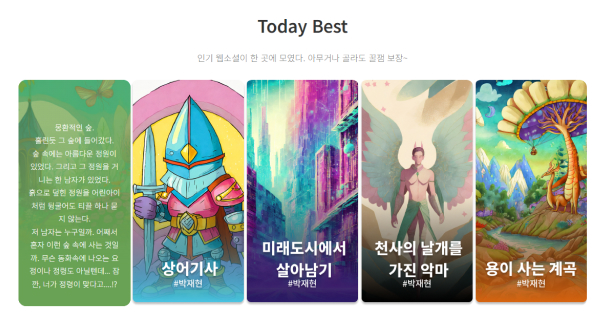 Today Best
인기 웹소설이 한 곳에 모였다. 아무거나 골라도 꿀잼 보장~
몽환적인 숲.
홀린듯 그 숲에 들어갔다.
숲 속에는 아름다운 정원이
있었다. 그리고 그 정원을 거
니는 한 남자가 있었다.
흙으로 덮힌 정원을 어린아이
처럼 뒹굴어도 티끌 하나 묻
지 않는다.
저 남자는 누구일까, 어째서
혼자 이런 숲 속에 사는 것일
까, 무슨 동화속에 나오는 요
정이나 정령도 아닐텐데... 잠
깐, 너가 정령이 맞다고....!?
상어기사
#박재현
미래도시에서
살아남기
#박재현
천사의 날개를
가진 악마
#박재현
용이 사는 계곡
#박재현